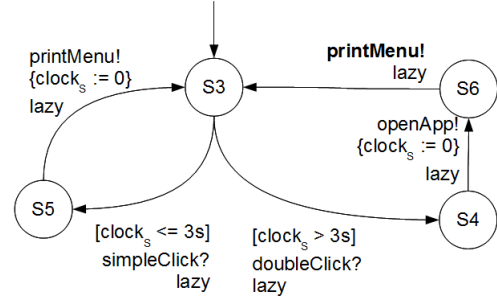 printMenu!
{clock_S := 0}
lazy
S3
printMenu!
lazy
S6
openApp!
{clock_S := 0}
lazy
S5
S4
[clock_S <= 3s]
simpleClick?
lazy
[clock_S > 3s]
doubleClick?
lazy